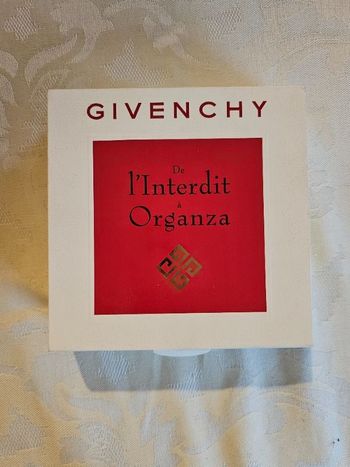 GIVENCHY
De
l'Interdit
à
Organza